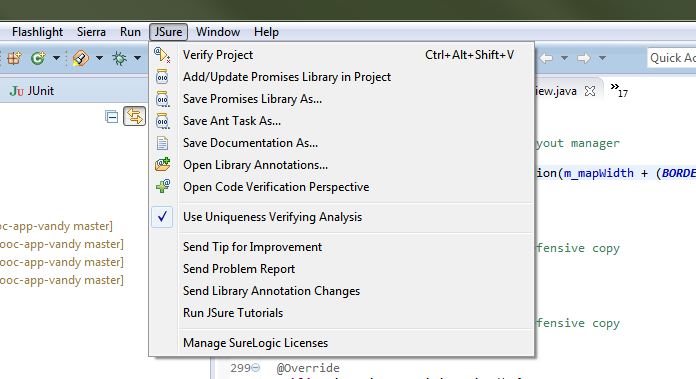 Flashlight Sierra Run JSure Window Help
Quick Ac
JU JUnit
iew.java
17
Verify Project Ctrl+Alt+Shift+V
Add/Update Promises Library in Project
Save Promises Library As...
Save Ant Task As...
Save Documentation As...
Open Library Annotations...
Open Code Verification Perspective
Use Uniqueness Verifying Analysis
Send Tip for Improvement
Send Problem Report
Send Library Annotation Changes
Run JSure Tutorials
Manage SureLogic Licenses
ooc-app-vandy master]
ooc-app-vandy master]
ooc-app-vandy master]
ooc-app-vandy master]
yout manager
ion(m_mapWidth + (BORDE
fensive copy
fensive copy
299 @Override